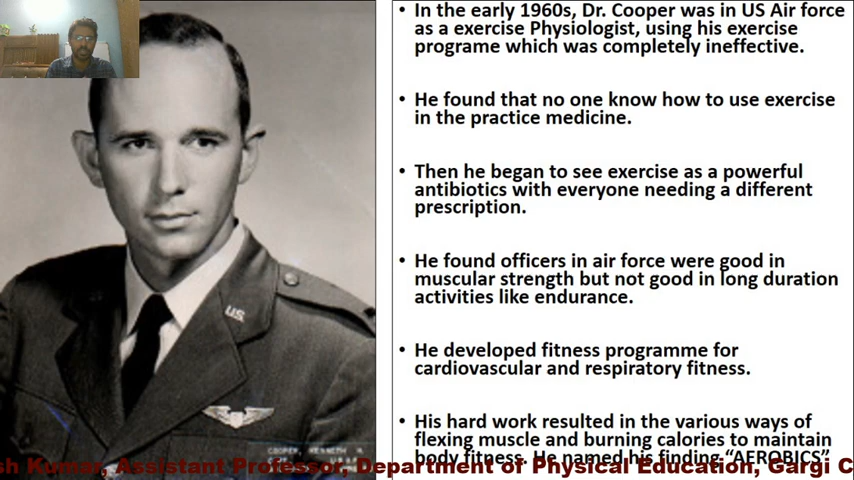 • In the early 1960s, Dr. Cooper was in US Air force
as a exercise Physiologist, using his exercise
programe which was completely ineffective.
• He found that no one know how to use exercise
in the practice medicine.
• Then he began to see exercise as a powerful
antibiotics with everyone needing a different
prescription.
• He found officers in air force were good in
muscular strength but not good in long duration
activities like endurance.
• He developed fitness programme for
cardiovascular and respiratory fitness.
• His hard work resulted in the various ways of
flexing muscle and burning calories to maintain
body fitness. He named his finding “AEROBICS”
U.S.
COOPER, KENNETH H
sh Kumar, Assistant Professor, Department of Physical Education, Gargi C